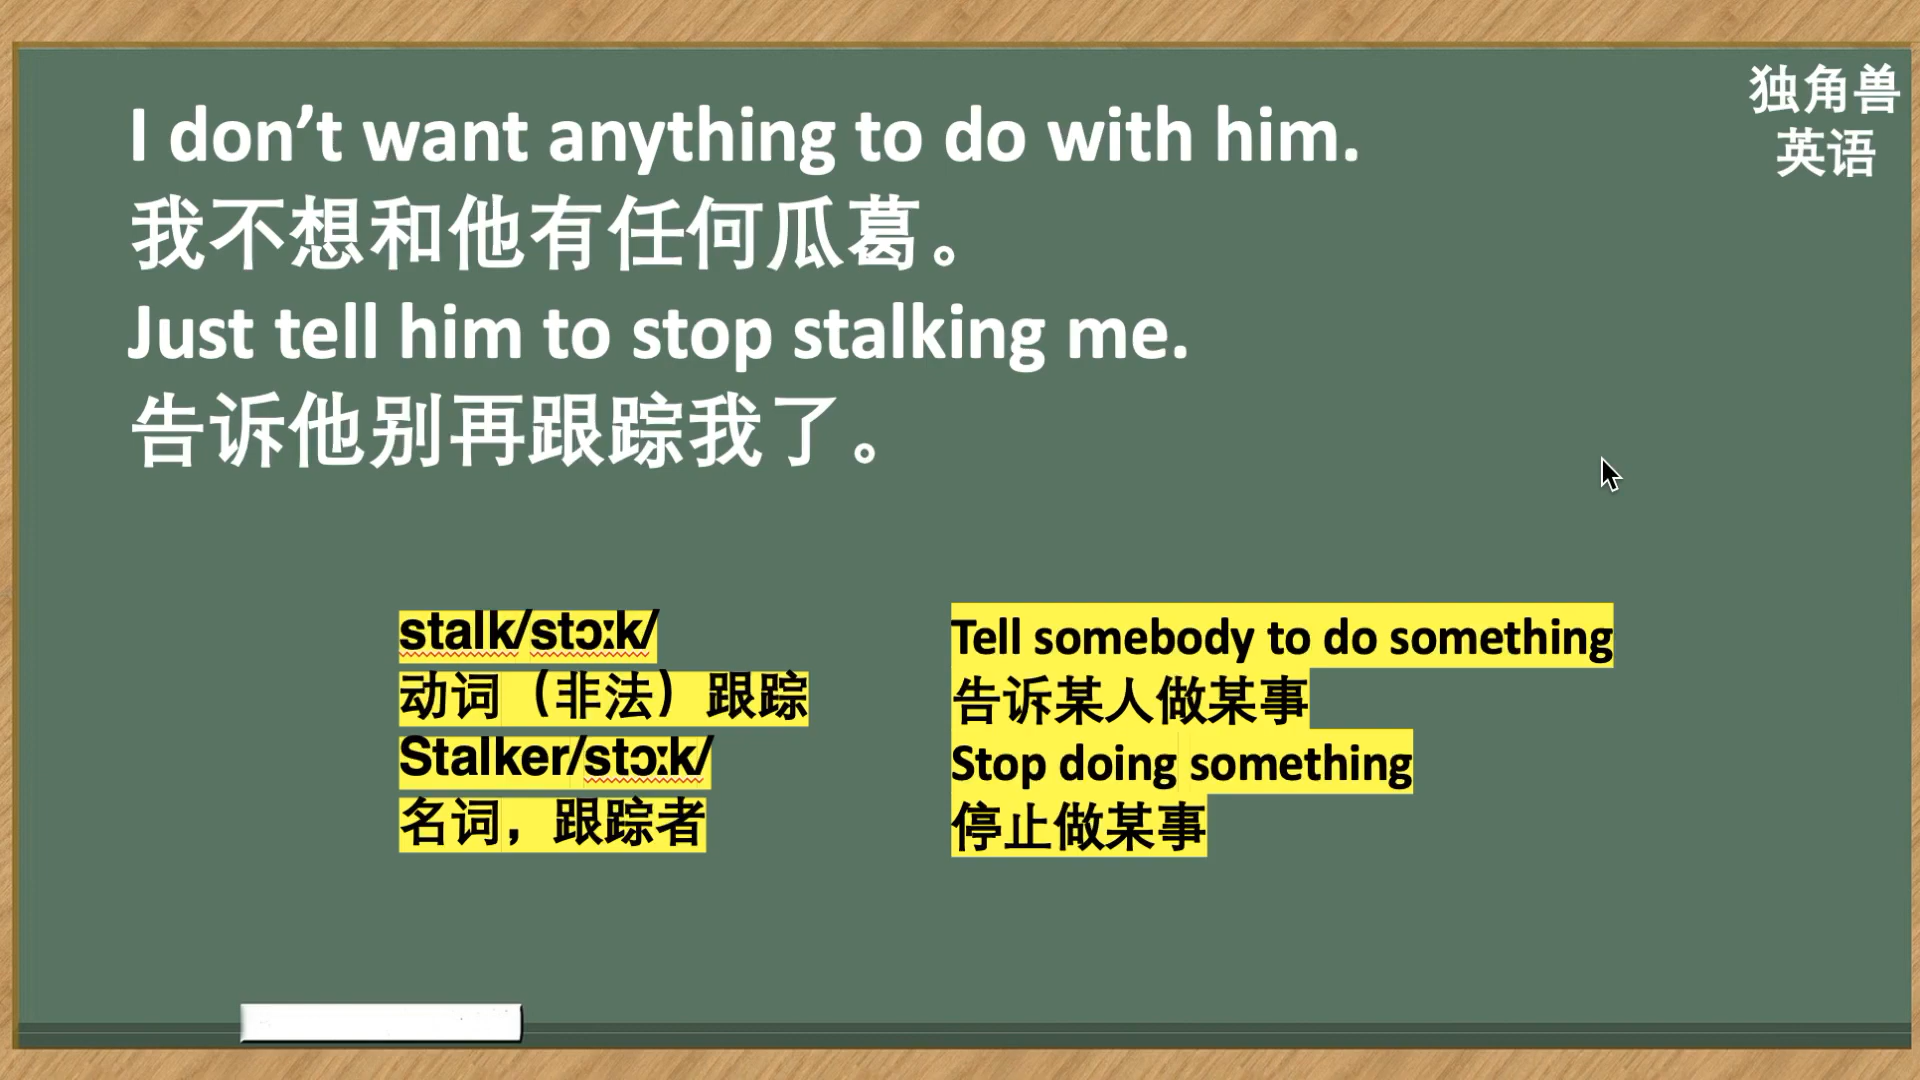 I don’t want anything to do with him.
我不想和他有任何瓜葛。
Just tell him to stop stalking me.
告诉他别再跟踪我了。
独角兽
英语
stalk/stɔːk/
动词（非法）跟踪
Stalker/stɔːk/
名词，跟踪者
Tell somebody to do something
告诉某人做某事
Stop doing something
停止做某事